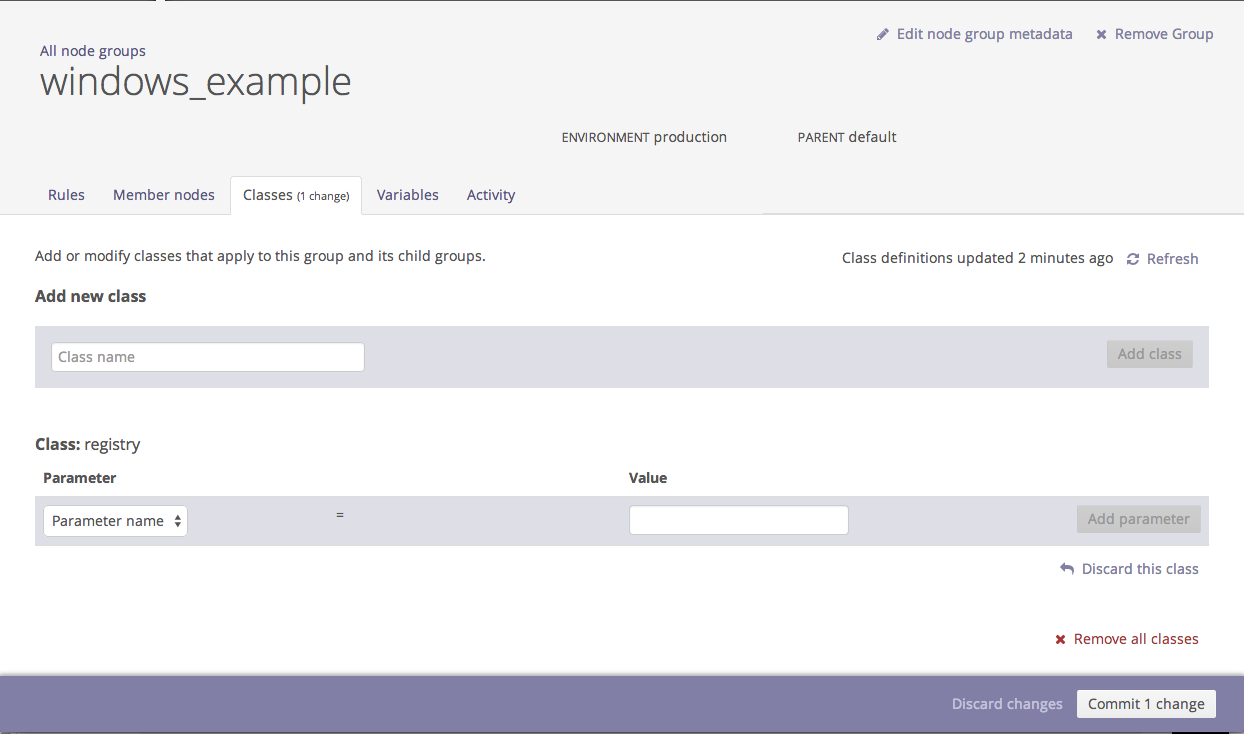 Edit node group metadata Remove Group
All node groups
windows_example
ENVIRONMENT production PARENT default
Rules Member nodes Classes (1 change) Variables Activity
Add or modify classes that apply to this group and its child groups. Class definitions updated 2 minutes ago Refresh
Add new class
Class name Add class
Class: registry
Parameter Value
Parameter name = Add parameter
Discard this class
Remove all classes
Discard changes Commit 1 change